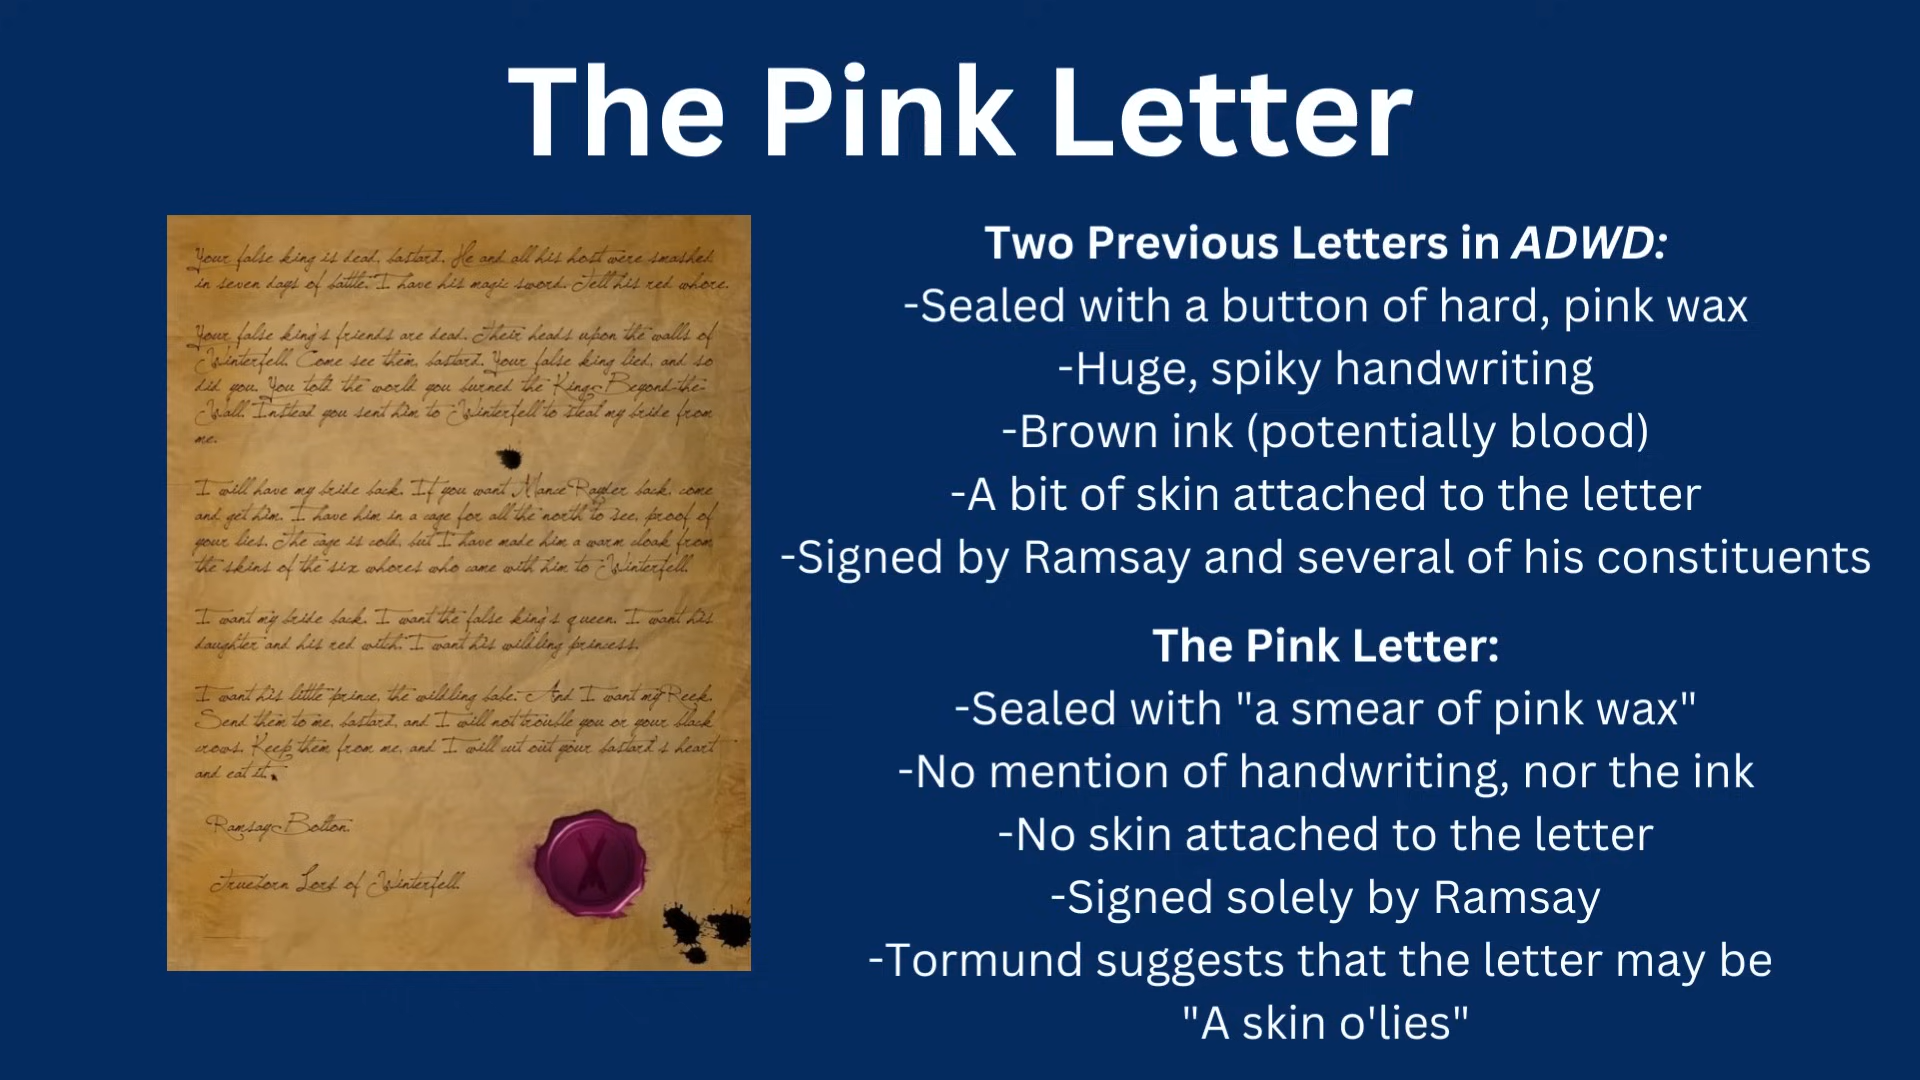 The Pink Letter
Your false king is dead, bastard. He and all his host were smashed
in seven days of battle. I have his magic sword. Tell his red whore.
Your false king's friends are dead. Their heads upon the walls of
Winterfell. Come see them, bastard. Your false king lied, and so
did you. You told the world you burned the King-Beyond-the-
Wall. Instead you sent him to Winterfell to steal my bride from
me.
I will have my bride back. If you want Mance Rayder back, come
and get him. I have him in a cage for all the north to see, proof of
your lies. The cage is cold, but I have made him a warm cloak from
the skins of the six whores who came with him to Winterfell.
I want my bride back. I want the false king's queen. I want his
daughter and his red witch. I want his wildling princess.
I want his little prince, the wildling babe. And I want my Reek.
Send them to me, bastard, and I will not trouble you or your black
crows. Keep them from me, and I will cut out your bastard's heart
and eat it.
Ramsay Bolton.
Trueborn Lord of Winterfell.
Two Previous Letters in ADWD:
-Sealed with a button of hard, pink wax
-Huge, spiky handwriting
-Brown ink (potentially blood)
-A bit of skin attached to the letter
-Signed by Ramsay and several of his constituents
The Pink Letter:
-Sealed with "a smear of pink wax"
-No mention of handwriting, nor the ink
-No skin attached to the letter
-Signed solely by Ramsay
-Tormund suggests that the letter may be
"A skin o'lies"